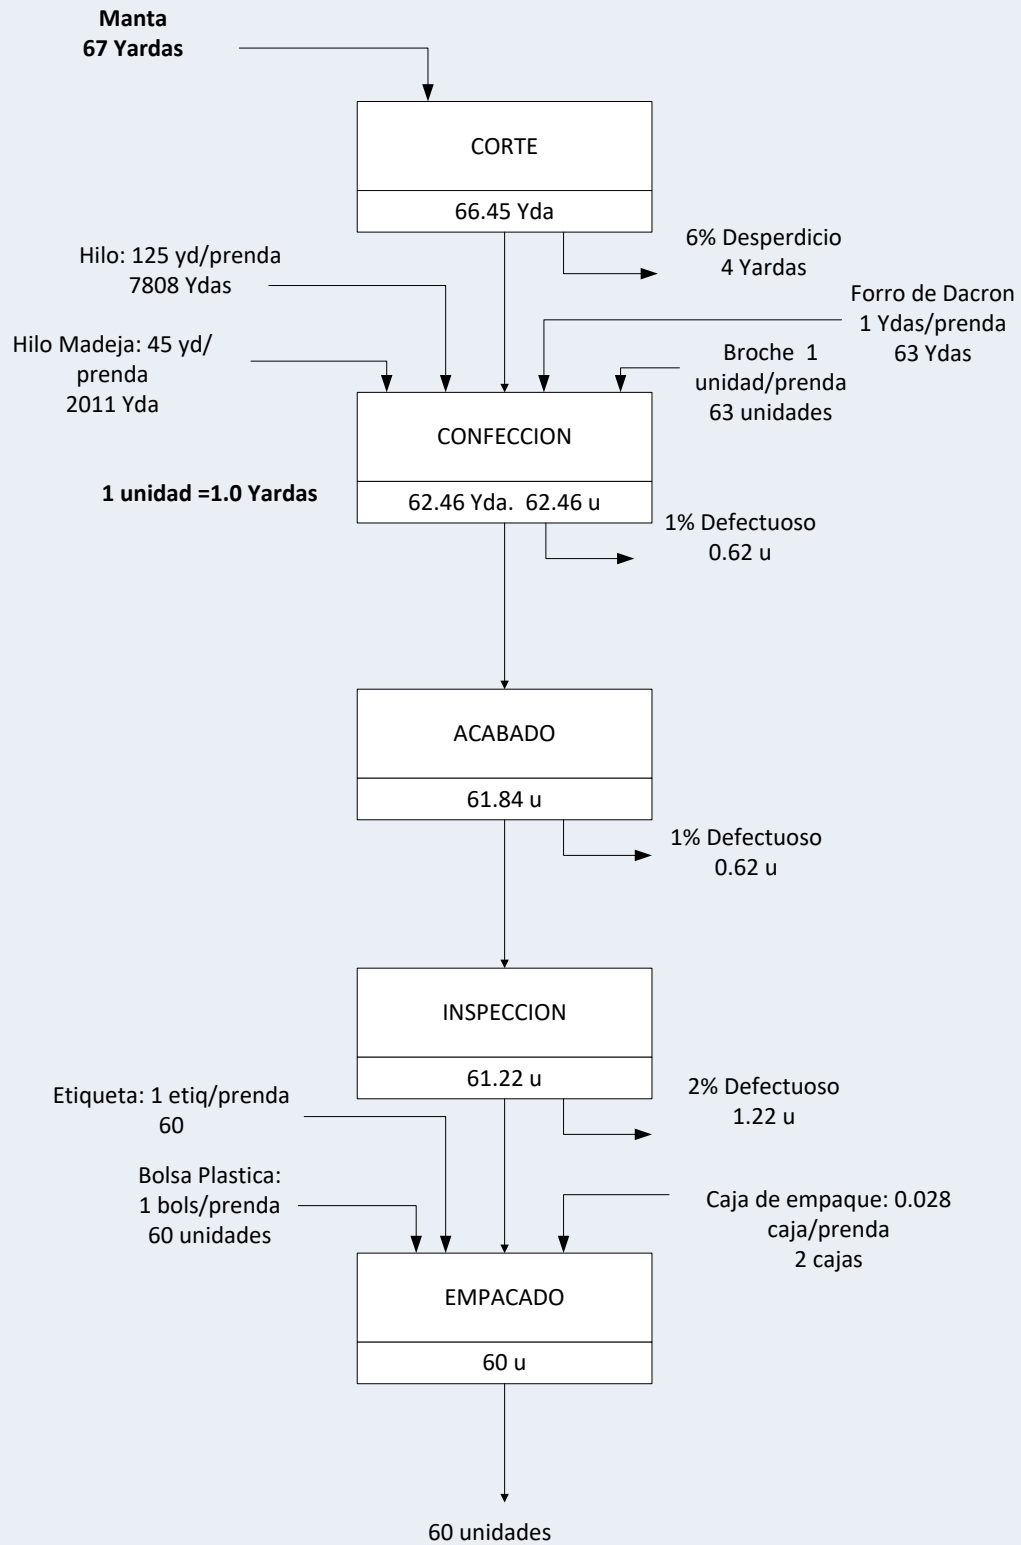 Manta
67 Yardas
CORTE
66.45 Yda
6% Desperdicio
4 Yardas
Hilo: 125 yd/prenda
7808 Ydas
Forro de Dacron
1 Ydas/prenda
63 Ydas
Hilo Madeja: 45 yd/
prenda
2011 Yda
Broche  1
unidad/prenda
63 unidades
CONFECCION
1 unidad =1.0 Yardas
62.46 Yda.  62.46 u
1% Defectuoso
0.62 u
ACABADO
61.84 u
1% Defectuoso
0.62 u
INSPECCION
61.22 u
2% Defectuoso
1.22 u
Etiqueta: 1 etiq/prenda
60
Bolsa Plastica:
1 bols/prenda
60 unidades
Caja de empaque: 0.028
caja/prenda
2 cajas
EMPACADO
60 u
60 unidades